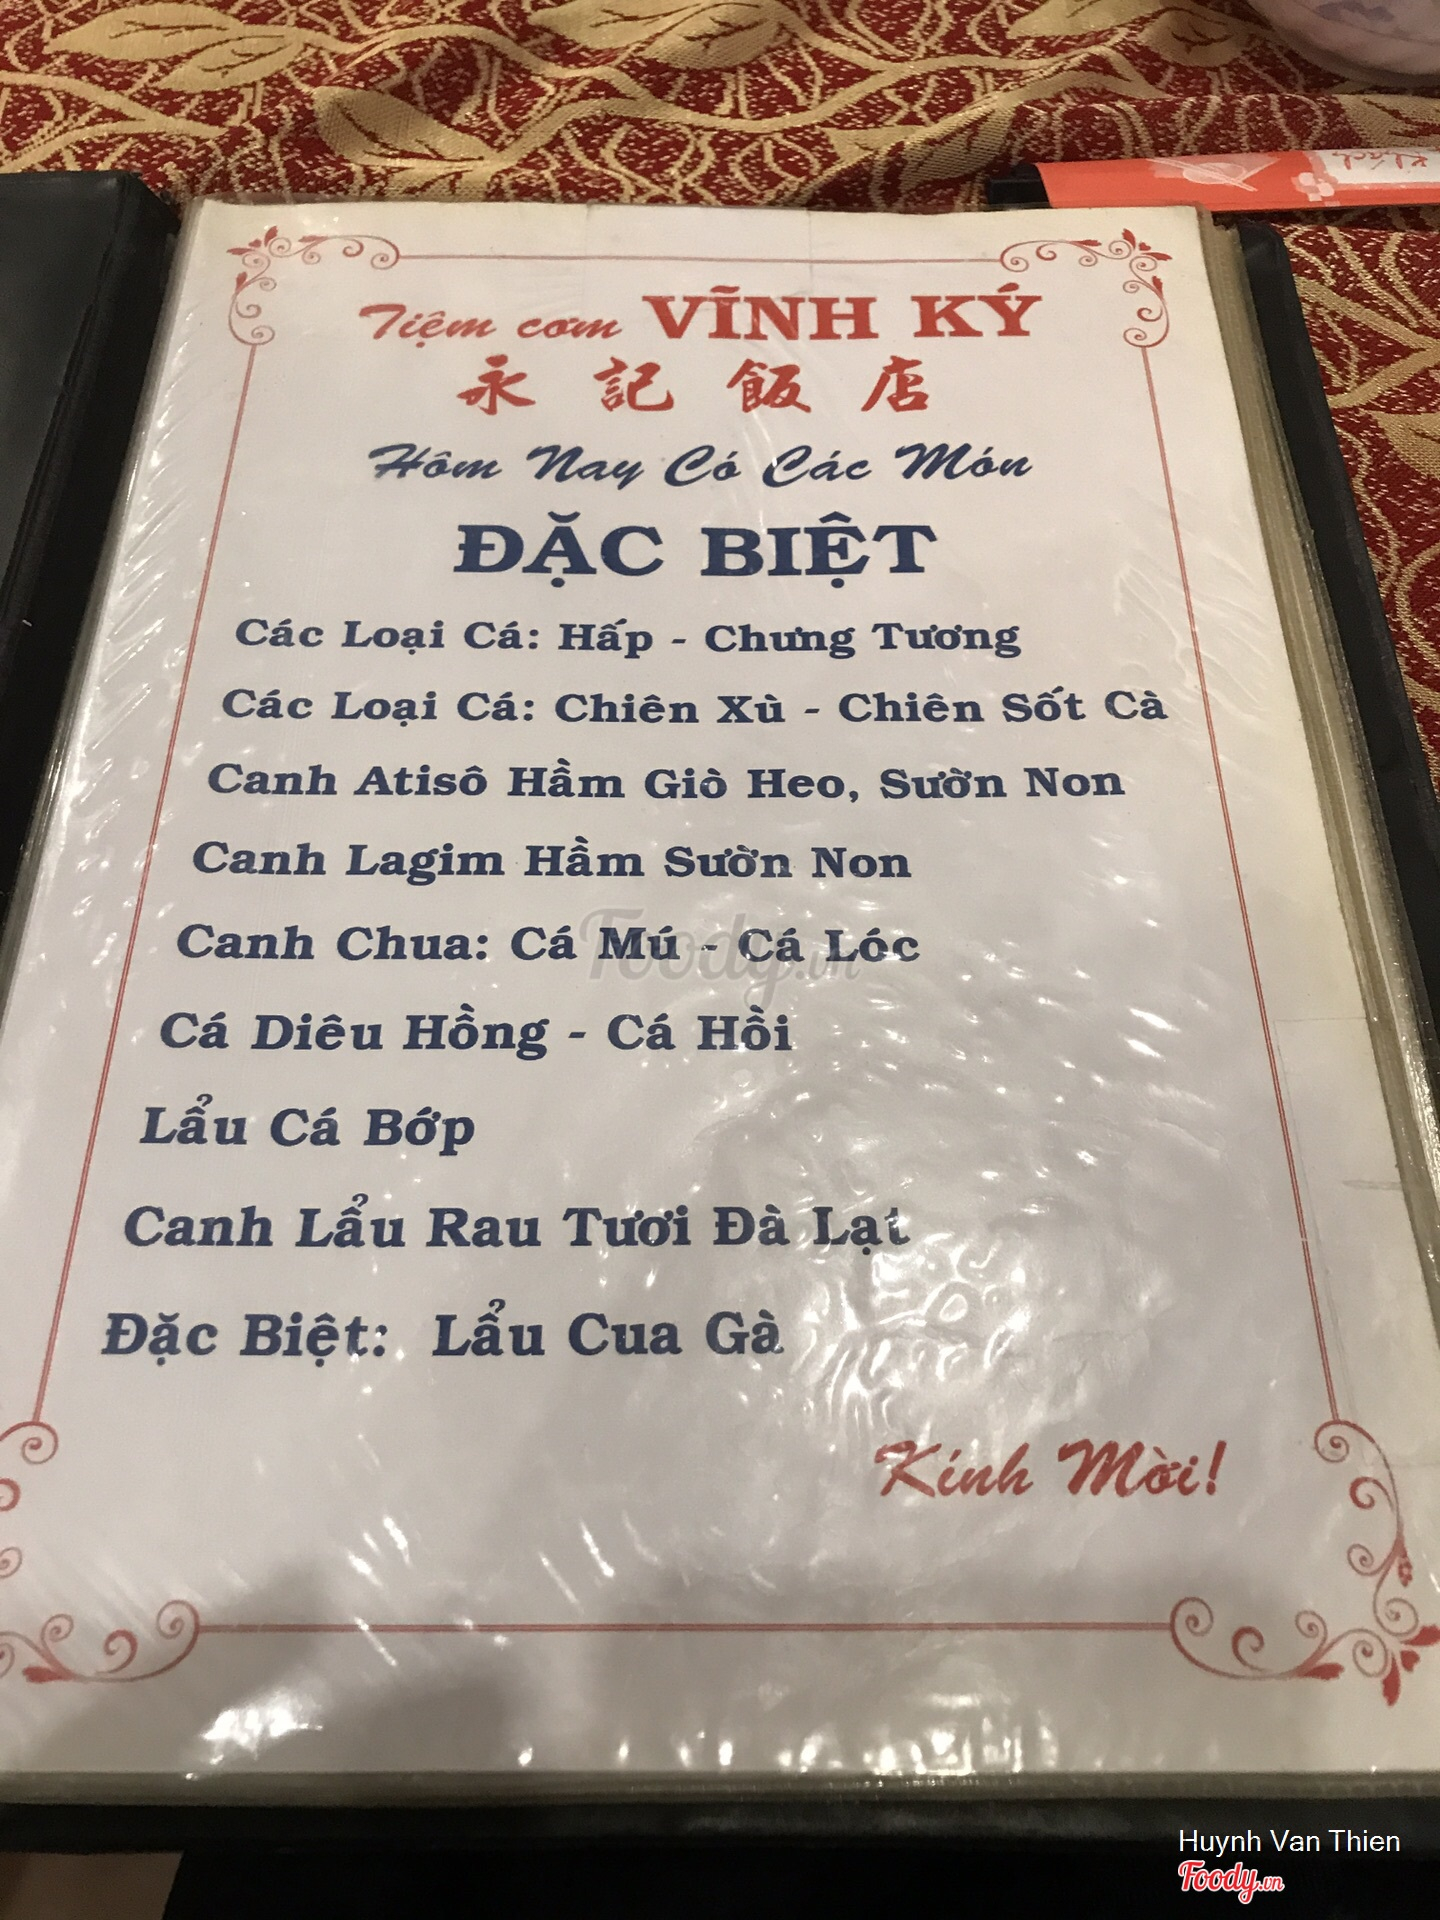 Khách
Tiệm cơm VĨNH KÝ
永記飯店
Hôm Nay Có Các Món
ĐẶC BIỆT
Các Loại Cá: Hấp - Chưng Tương
Các Loại Cá: Chiên Xù - Chiên Sốt Cà
Canh Atisô Hầm Giò Heo, Sườn Non
Canh Lagim Hầm Sườn Non
Canh Chua: Cá Mú - Cá Lóc
Foody.vn
Cá Diêu Hồng - Cá Hồi
Lẩu Cá Bớp
Canh Lẩu Rau Tươi Đà Lạt
Đặc Biệt: Lẩu Cua Gà
Kính Mời!
Huynh Van Thien
Foody.vn